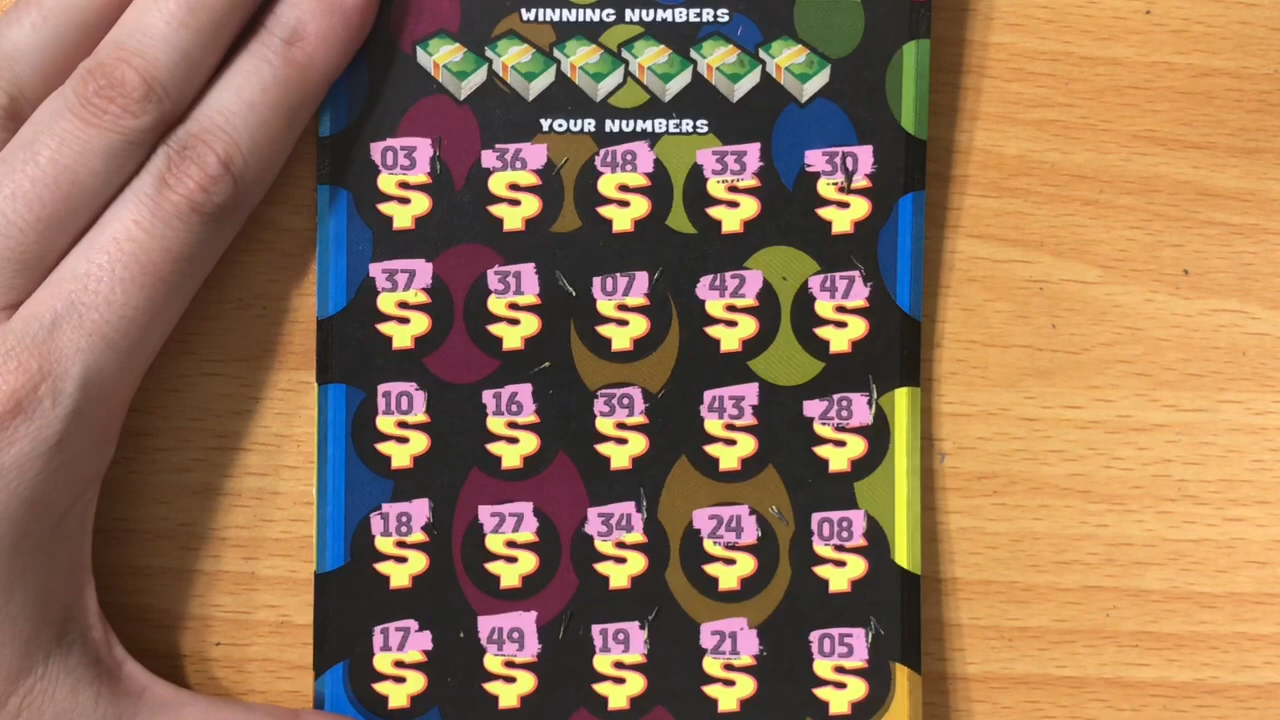 WINNING NUMBERS
YOUR NUMBERS
03 36 48 33 30
$ $ $ $ $
37 31 07 42 47
$ $ $ $ $
10 16 39 43 28
$ $ $ $ $
18 27 34 24 08
$ $ $ $ $
17 49 19 21 05
$ $ $ $ $